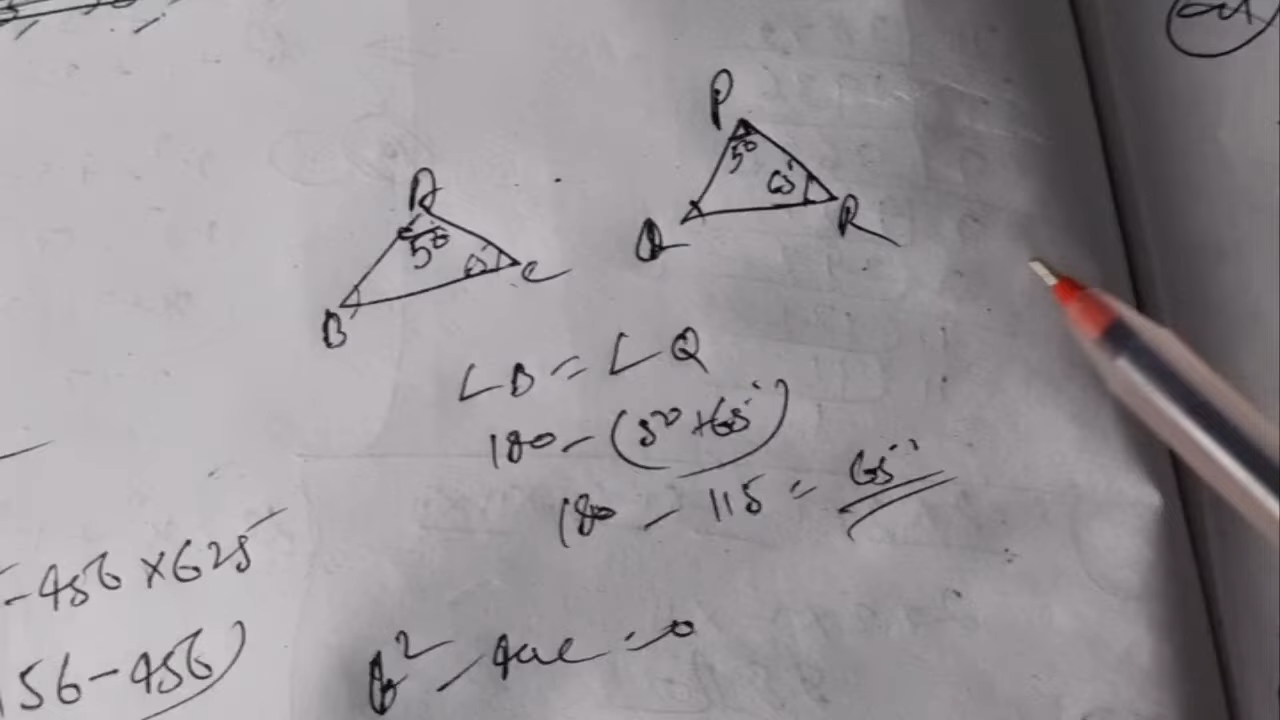 P
50
65°
Q
R
A
50
65°
B
C
∠B = ∠Q
180 - (50+65°)
180 - 115 = 65°
-456×625
56-456)
b² - 4ac = 0